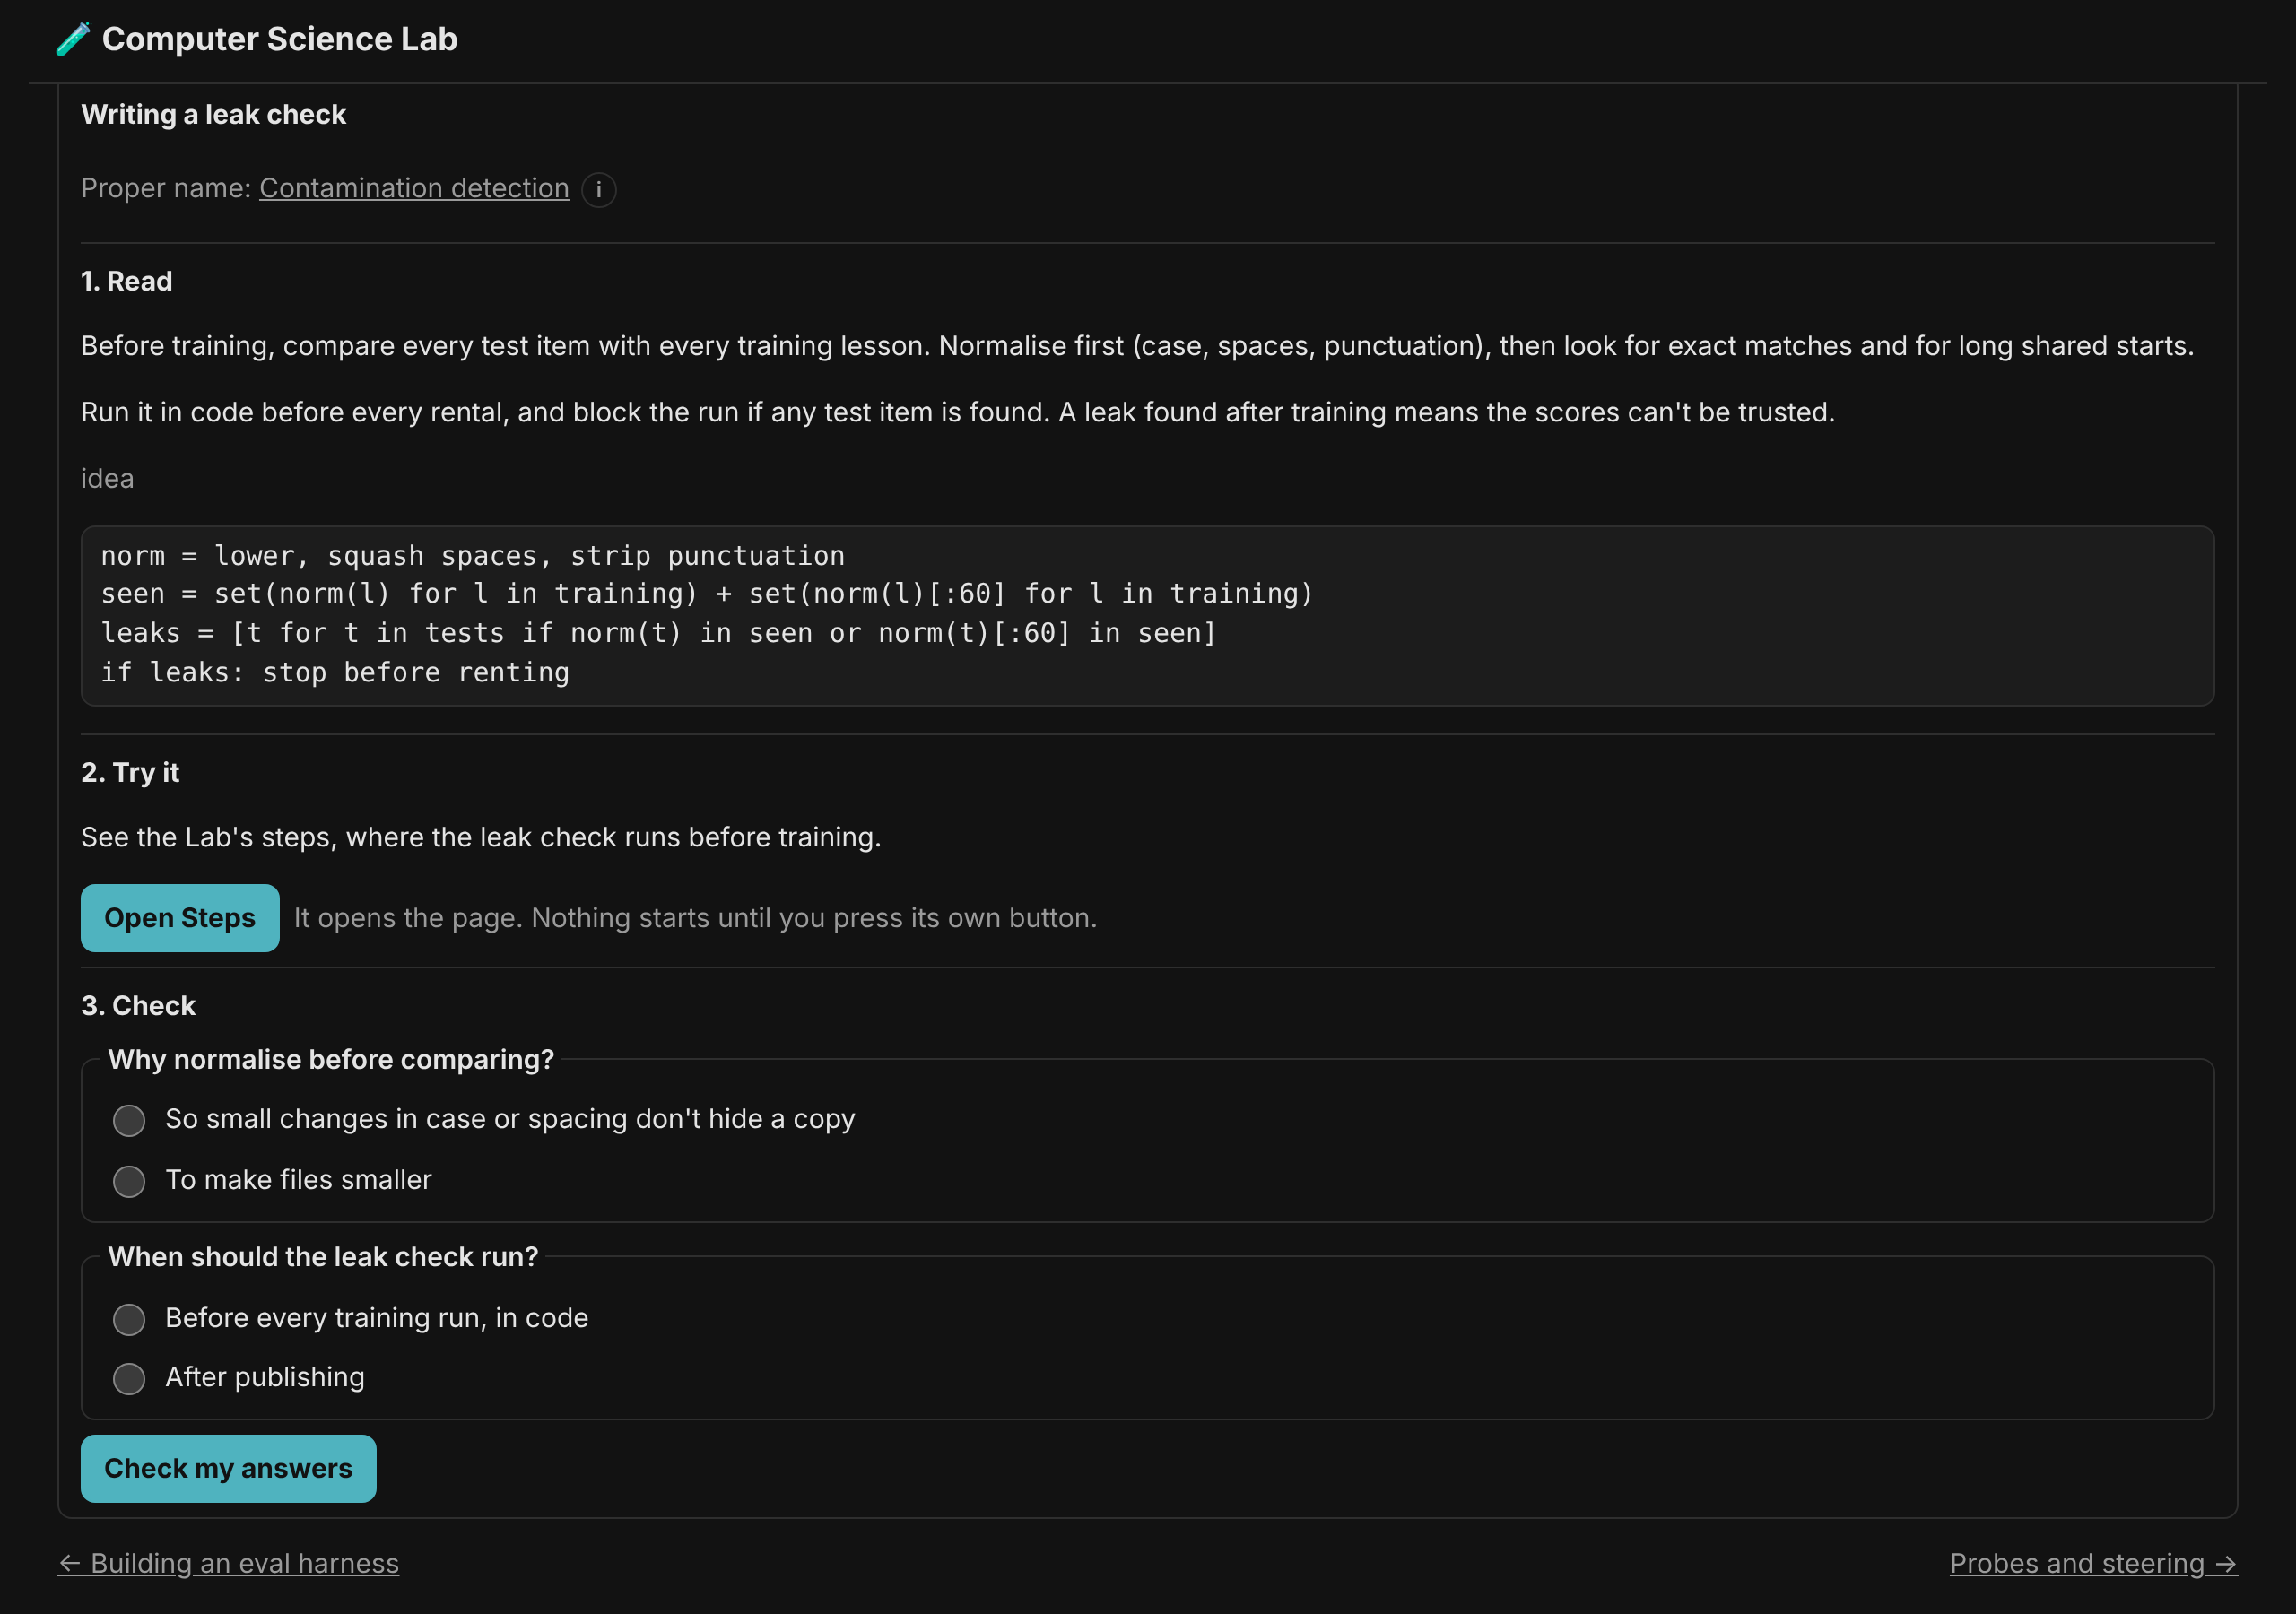 🧪 Computer Science Lab
Writing a leak check
Proper name: Contamination detection i
1. Read
Before training, compare every test item with every training lesson. Normalise first (case, spaces, punctuation), then look for exact matches and for long shared starts.
Run it in code before every rental, and block the run if any test item is found. A leak found after training means the scores can't be trusted.
idea
norm = lower, squash spaces, strip punctuation
seen = set(norm(l) for l in training) + set(norm(l)[:60] for l in training)
leaks = [t for t in tests if norm(t) in seen or norm(t)[:60] in seen]
if leaks: stop before renting
2. Try it
See the Lab's steps, where the leak check runs before training.
Open Steps It opens the page. Nothing starts until you press its own button.
3. Check
Why normalise before comparing?
So small changes in case or spacing don't hide a copy
To make files smaller
When should the leak check run?
Before every training run, in code
After publishing
Check my answers
← Building an eval harness
Probes and steering →